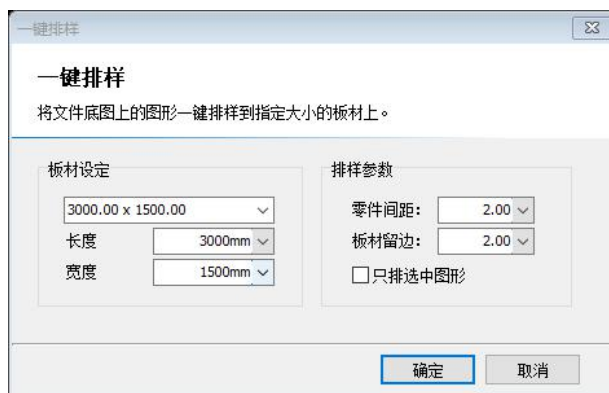 一键排样
一键排样
将文件底图上的图形一键排样到指定大小的板材上。
板材设定
3000.00 x 1500.00
长度 3000mm
宽度 1500mm
排样参数
零件间距： 2.00
板材留边： 2.00
只排选中图形
确定 取消